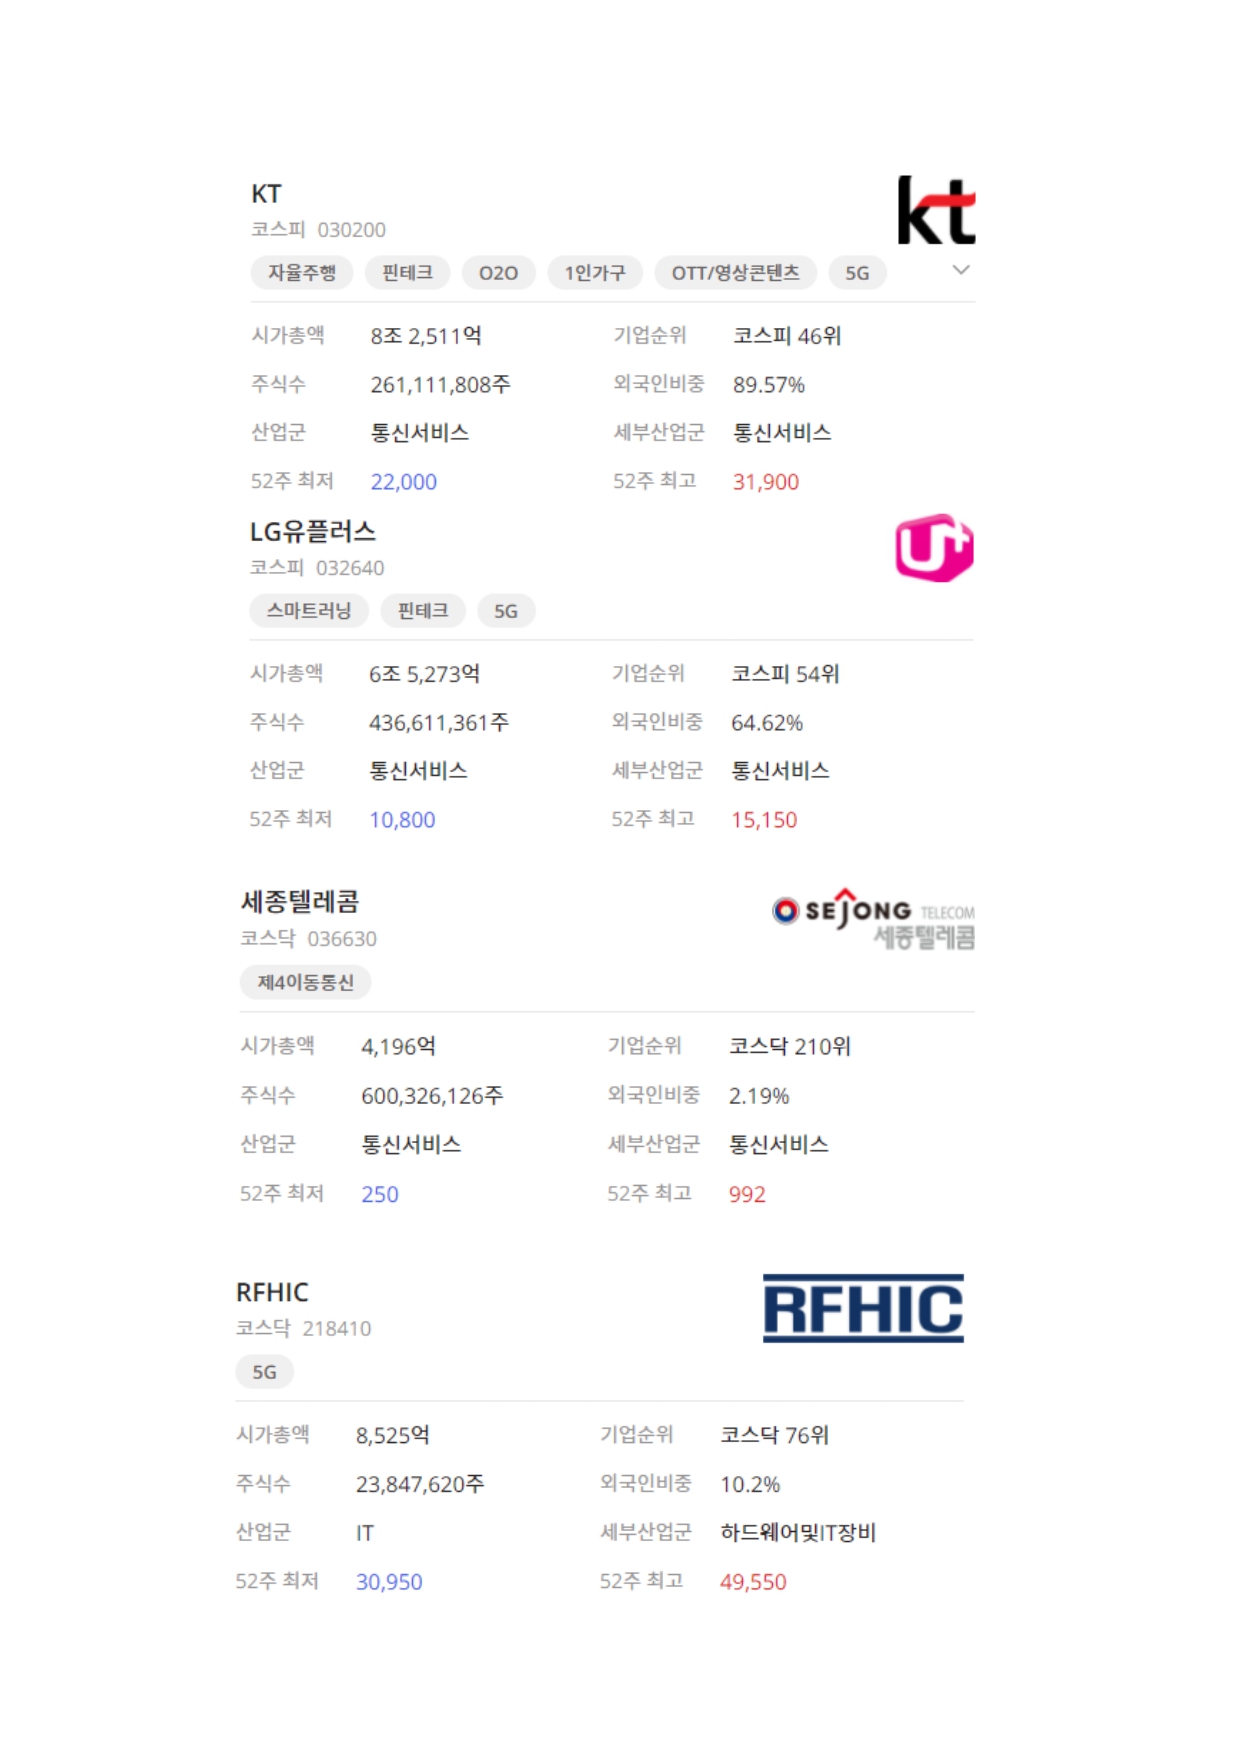 KT
kt
코스피 030200
자율주행 핀테크 O2O 1인가구 OTT/영상콘텐츠 5G
시가총액 8조 2,511억 기업순위 코스피 46위
주식수 261,111,808주 외국인비중 89.57%
산업군 통신서비스 세부산업군 통신서비스
52주 최저 22,000 52주 최고 31,900
LG유플러스
U+
코스피 032640
스마트러닝 핀테크 5G
시가총액 6조 5,273억 기업순위 코스피 54위
주식수 436,611,361주 외국인비중 64.62%
산업군 통신서비스 세부산업군 통신서비스
52주 최저 10,800 52주 최고 15,150
세종텔레콤
SEJONG TELECOM
세종텔레콤
코스닥 036630
제4이동통신
시가총액 4,196억 기업순위 코스닥 210위
주식수 600,326,126주 외국인비중 2.19%
산업군 통신서비스 세부산업군 통신서비스
52주 최저 250 52주 최고 992
RFHIC
RFHIC
코스닥 218410
5G
시가총액 8,525억 기업순위 코스닥 76위
주식수 23,847,620주 외국인비중 10.2%
산업군 IT 세부산업군 하드웨어및IT장비
52주 최저 30,950 52주 최고 49,550